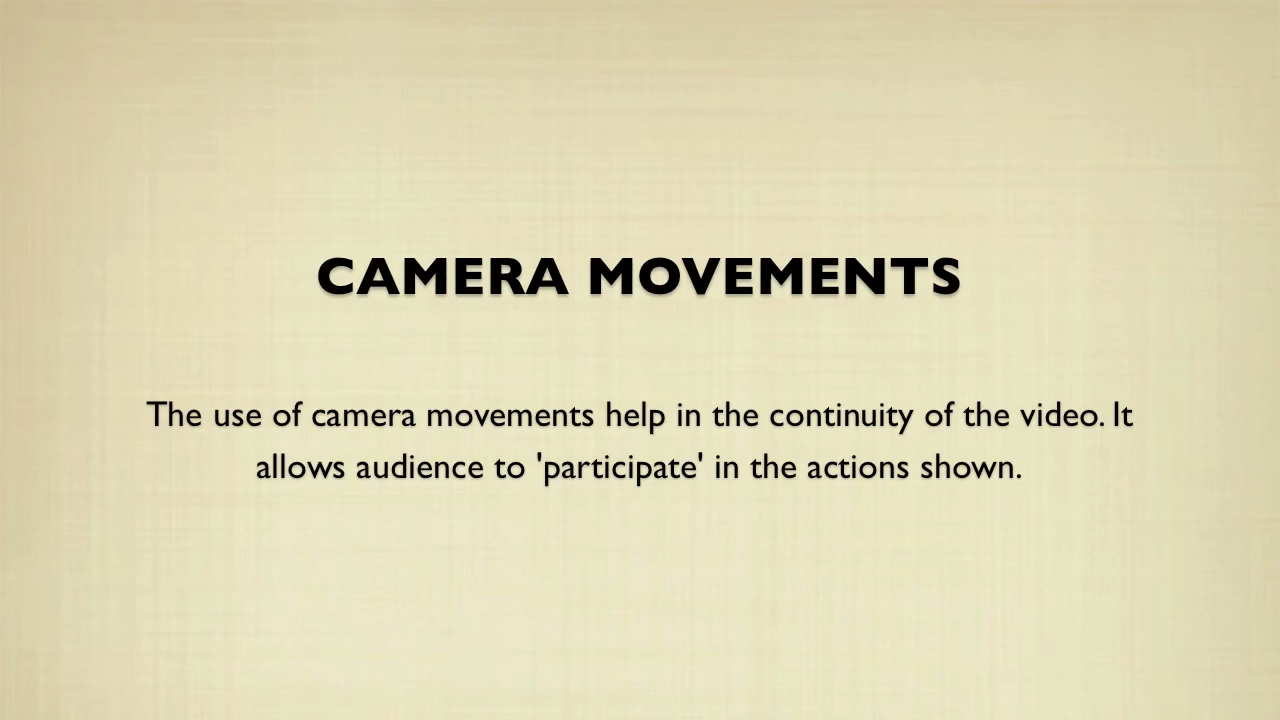 CAMERA MOVEMENTS
The use of camera movements help in the continuity of the video. It
allows audience to 'participate' in the actions shown.